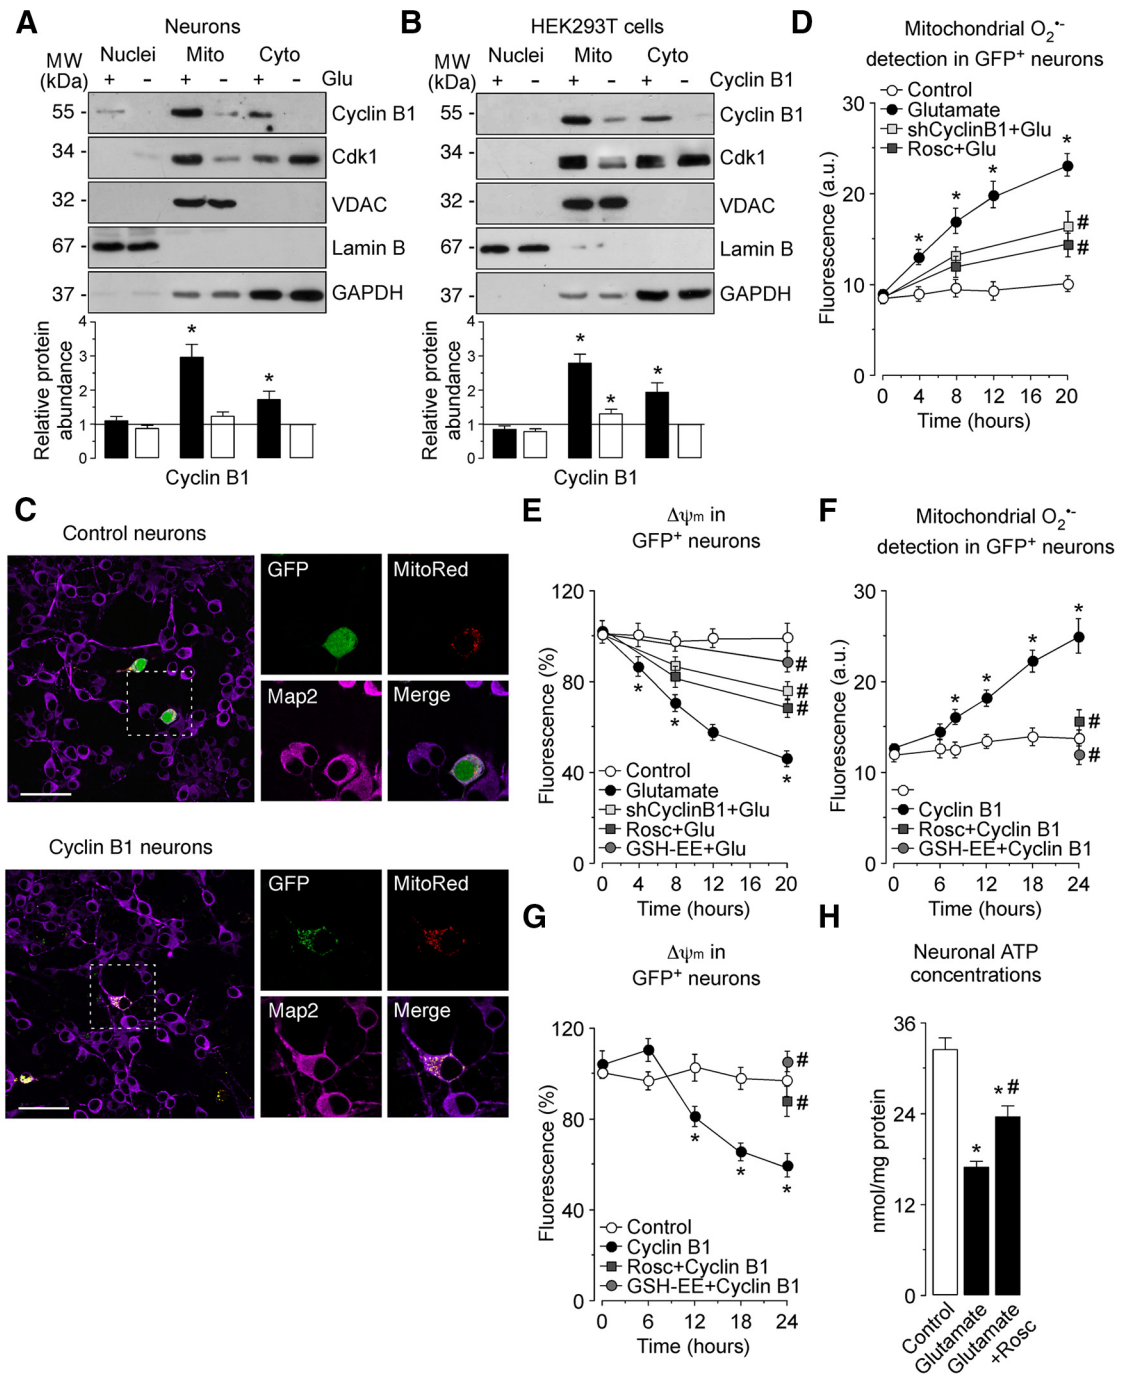 A
Neurons
MW
(kDa)
Nuclei Mito Cyto
+ - + - + - Glu
55 - Cyclin B1
34 - Cdk1
32 - VDAC
67 - Lamin B
37 - GAPDH
Relative protein
abundance
4
3
2
1
0
* *
Cyclin B1
B
HEK293T cells
MW
(kDa)
Nuclei Mito Cyto
+ - + - + - Cyclin B1
55 - Cyclin B1
34 - Cdk1
32 - VDAC
67 - Lamin B
37 - GAPDH
Relative protein
abundance
4
3
2
1
0
* * *
Cyclin B1
D
Mitochondrial O2•-
detection in GFP+ neurons
Control
Glutamate
shCyclinB1+Glu
Rosc+Glu
Fluorescence (a.u.)
30
20
10
0
* * * *
#
#
0 4 8 12 16 20
Time (hours)
C
Control neurons
GFP
MitoRed
Map2
Merge
Cyclin B1 neurons
GFP
MitoRed
Map2
Merge
E
Δψm in
GFP+ neurons
Fluorescence (%)
120
80
40
0
#
#
#
* * *
Control
Glutamate
shCyclinB1+Glu
Rosc+Glu
GSH-EE+Glu
0 4 8 12 16 20
Time (hours)
F
Mitochondrial O2•-
detection in GFP+ neurons
Fluorescence (a.u.)
30
20
10
0
* * * *
#
#
Cyclin B1
Rosc+Cyclin B1
GSH-EE+Cyclin B1
0 6 12 18 24
Time (hours)
G
Δψm in
GFP+ neurons
Fluorescence (%)
120
80
40
0
#
#
* * *
Control
Cyclin B1
Rosc+Cyclin B1
GSH-EE+Cyclin B1
0 6 12 18 24
Time (hours)
H
Neuronal ATP
concentrations
nmol/mg protein
36
24
12
0
*
* #
Control
Glutamate
Glutamate
+Rosc